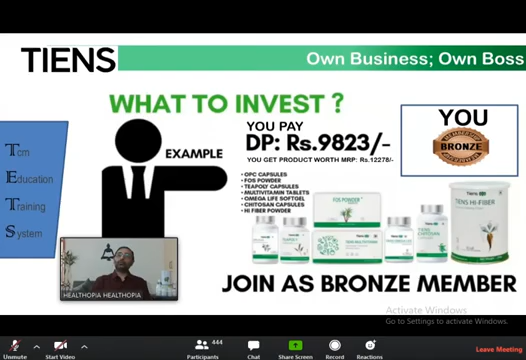 TIENS
Own Business; Own Boss
WHAT TO INVEST ?
YOU PAY
DP: Rs.9823/-
YOU GET PRODUCT WORTH MRP: Rs.12278/-
EXAMPLE
• OPC CAPSULES
• FOS POWDER
• TEAPOLY CAPSULES
• MULTIVITAMIN TABLETS
• OMEGA LIFE SOFTGEL
• CHITOSAN CAPSULES
• HI FIBER POWDER
YOU
MEMBERSHIP
BRONZE
Tcm
Education
Training
System
FOS POWDER
TIENS HI-FIBER
HEALTHOPIA HEALTHOPIA
JOIN AS BRONZE MEMBER
Activate Windows
Go to Settings to activate Windows.
Unmute
Start Video
444
Participants
Chat
Share Screen
Record
Reactions
Leave Meeting